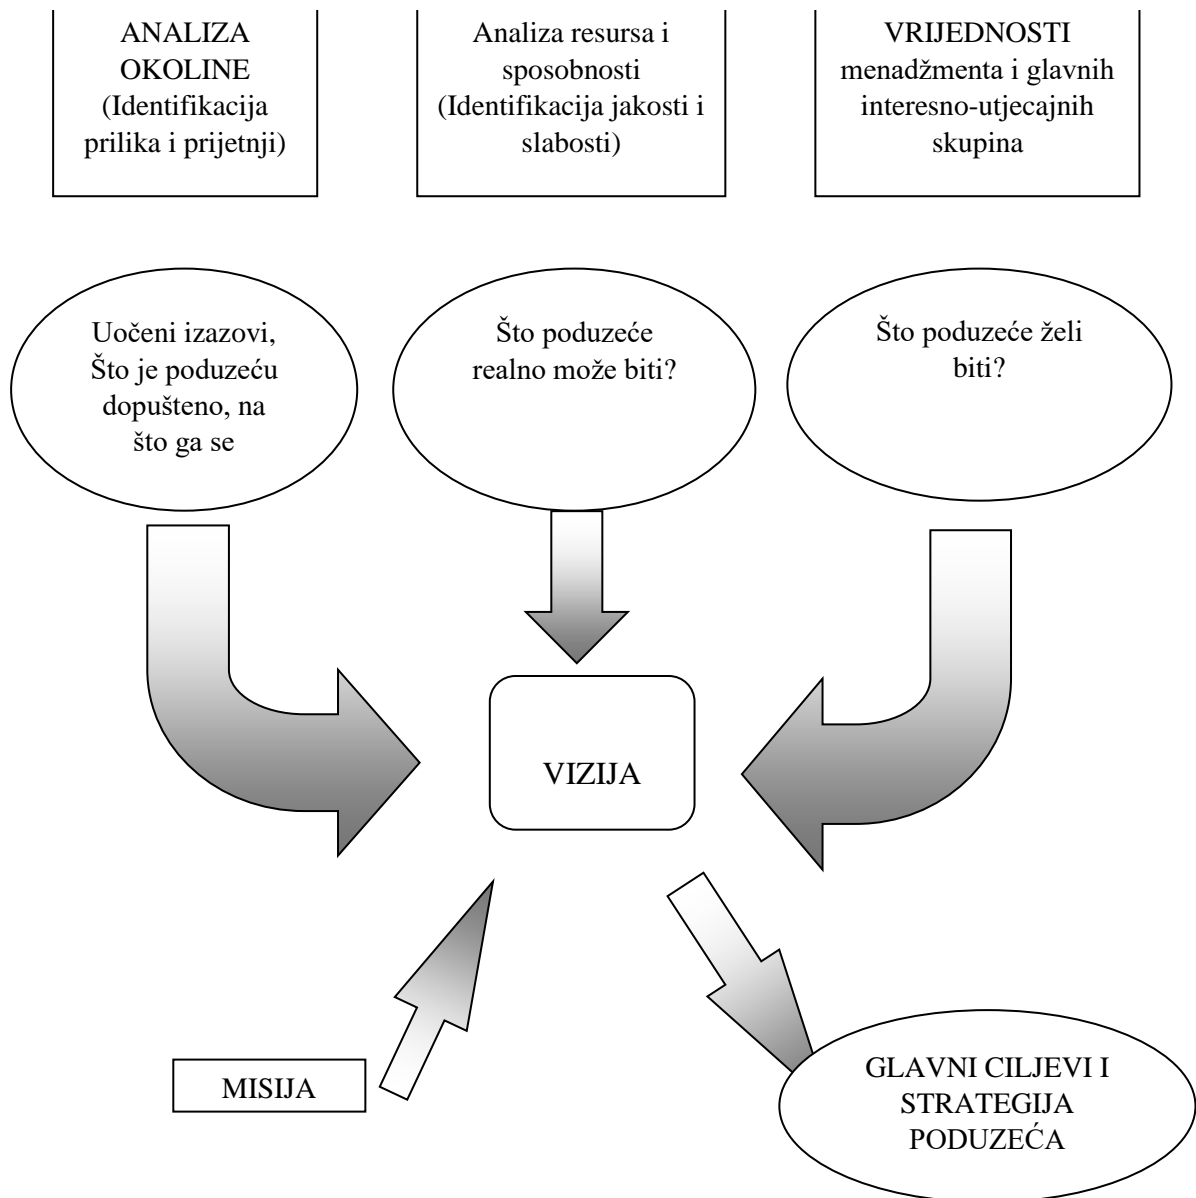 ANALIZA
OKOLINE
(Identifikacija
prilika i prijetnji)
Analiza resursa i
sposobnosti
(Identifikacija jakosti i
slabosti)
VRIJEDNOSTI
menadžmenta i glavnih
interesno-utjecajnih
skupina
Uočeni izazovi,
Što je poduzeću
dopušteno, na
što ga se
Što poduzeće
realno može biti?
Što poduzeće želi
biti?
VIZIJA
MISIJA
GLAVNI CILJEVI I
STRATEGIJA
PODUZEĆA